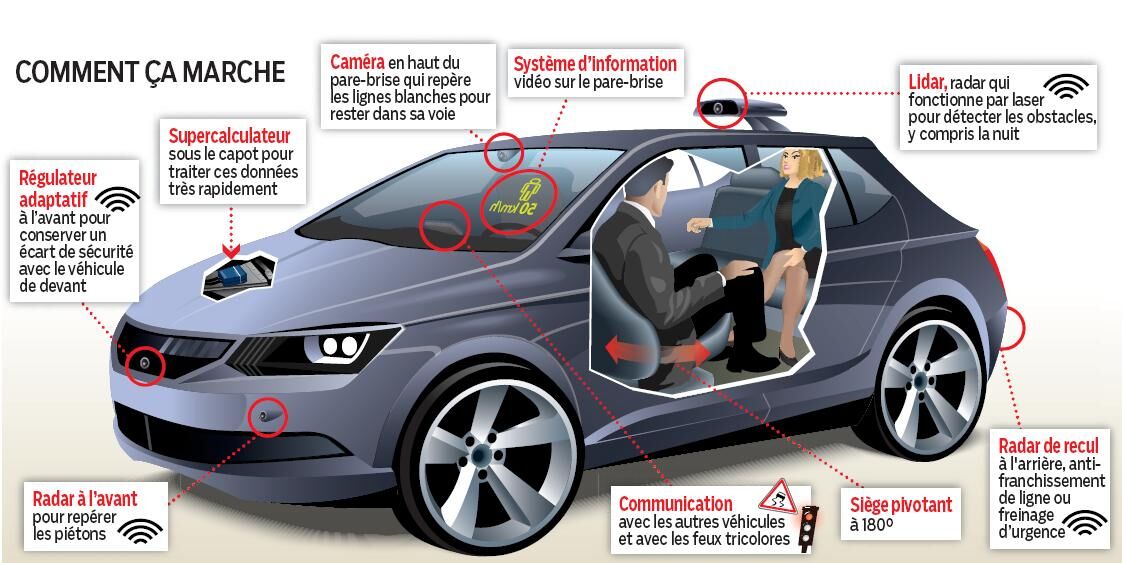 COMMENT ÇA MARCHE
Caméra en haut du
pare-brise qui repère
les lignes blanches pour
rester dans sa voie
Système d'information
vidéo sur le pare-brise
Lidar, radar qui
fonctionne par laser
pour détecter les obstacles,
y compris la nuit
Supercalculateur
sous le capot pour
traiter ces données
très rapidement
Régulateur
adaptatif
à l'avant pour
conserver un
écart de sécurité
avec le véhicule
de devant
50 km/h
Radar à l'avant
pour repérer
les piétons
Communication
avec les autres véhicules
et avec les feux tricolores
Siège pivotant
à 180º
Radar de recul
à l'arrière, anti-
franchissement
de ligne ou
freinage
d'urgence